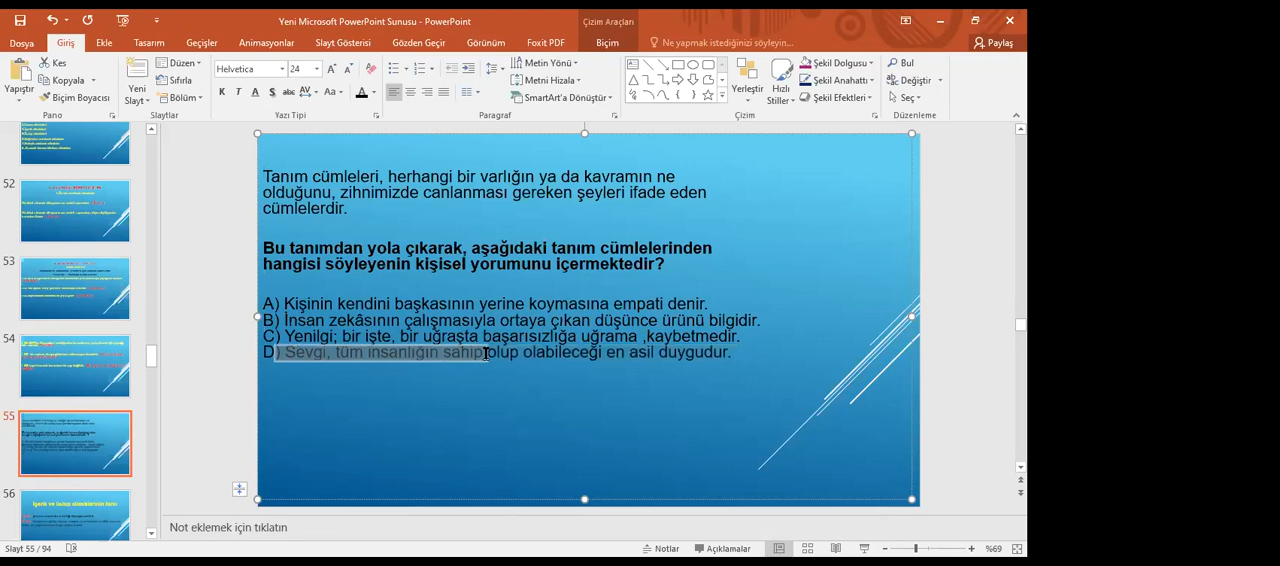 Yeni Microsoft PowerPoint Sunusu - PowerPoint
Çizim Araçları
Dosya Giriş Ekle Tasarım Geçişler Animasyonlar Slayt Gösterisi Gözden Geçir Görünüm Foxit PDF Biçim Ne yapmak istediğinizi söyleyin... Paylaş
Kes
Kopyala
Biçim Boyacısı
Yapıştır
Pano
Yeni
Slayt
Düzen
Sıfırla
Bölüm
Slaytlar
Helvetica 24
K T A S abc AV Aa A
Yazı Tipi
Metin Yönü
Metni Hizala
SmartArt'a Dönüştür
Paragraf
Yerleştir
Hızlı
Stiller
Şekil Dolgusu
Şekil Anahattı
Şekil Efektleri
Çizim
Bul
Değiştir
Seç
Düzenleme
52
53
54
55
56
İçerik ve Üslup
Tanım cümleleri, herhangi bir varlığın ya da kavramın ne
olduğunu, zihnimizde canlanması gereken şeyleri ifade eden
cümlelerdir.
Bu tanımdan yola çıkarak, aşağıdaki tanım cümlelerinden
hangisi söyleyenin kişisel yorumunu içermektedir?
A) Kişinin kendini başkasının yerine koymasına empati denir.
B) İnsan zekâsının çalışmasıyla ortaya çıkan düşünce ürünü bilgidir.
C) Yenilgi; bir işte, bir uğraşta başarısızlığa uğrama ,kaybetmedir.
D) Sevgi, tüm insanlığın sahip olup olabileceği en asil duygudur.
Not eklemek için tıklatın
Slayt 55 / 94
Notlar
Açıklamalar
%69